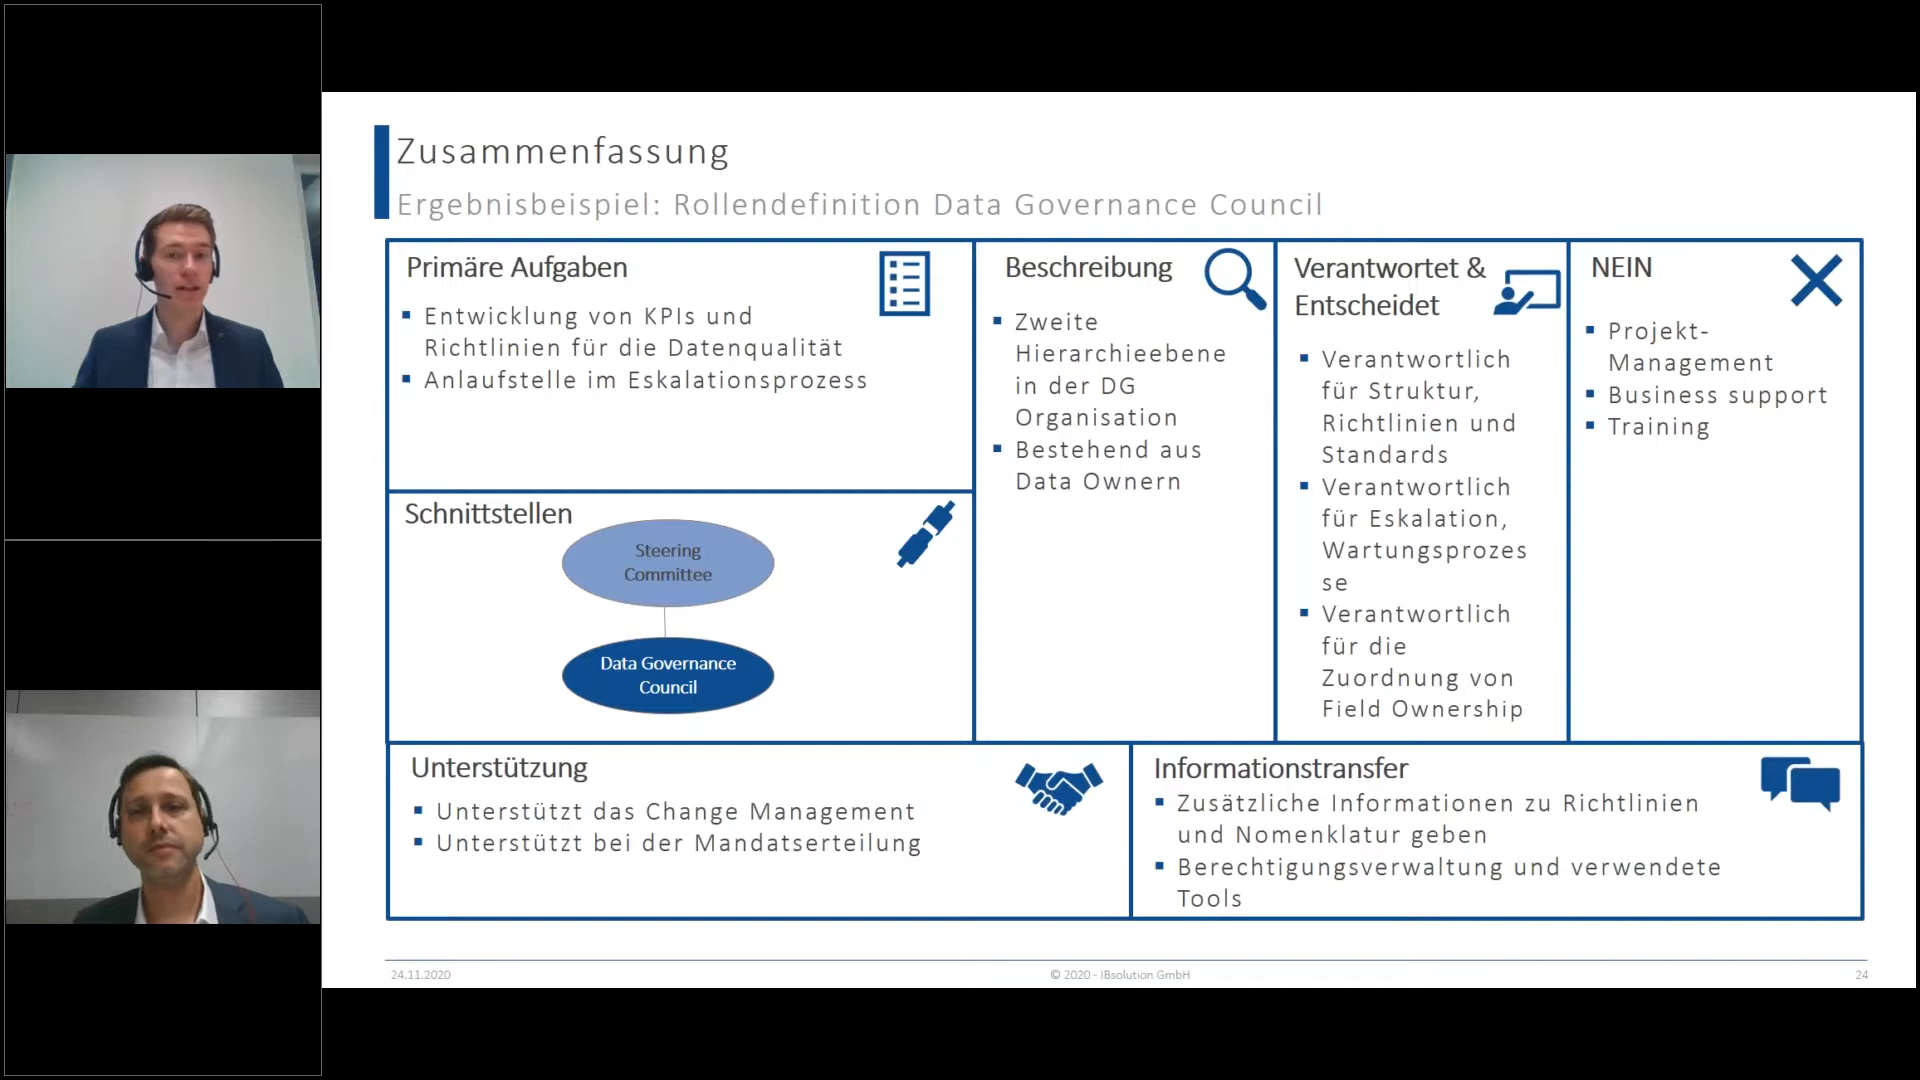 Zusammenfassung
Ergebnisbeispiel: Rollendefinition Data Governance Council
Primäre Aufgaben
▪ Entwicklung von KPIs und
Richtlinien für die Datenqualität
▪ Anlaufstelle im Eskalationsprozess
Schnittstellen
Steering
Committee
Data Governance
Council
Beschreibung
▪ Zweite
Hierarchieebene
in der DG
Organisation
▪ Bestehend aus
Data Ownern
Verantwortet &
Entscheidet
▪ Verantwortlich
für Struktur,
Richtlinien und
Standards
▪ Verantwortlich
für Eskalation,
Wartungsprozes
se
▪ Verantwortlich
für die
Zuordnung von
Field Ownership
NEIN
▪ Projekt-
Management
▪ Business support
▪ Training
Unterstützung
▪ Unterstützt das Change Management
▪ Unterstützt bei der Mandatserteilung
Informationstransfer
▪ Zusätzliche Informationen zu Richtlinien
und Nomenklatur geben
▪ Berechtigungsverwaltung und verwendete
Tools
24.11.2020
© 2020 - IBsolution GmbH
24